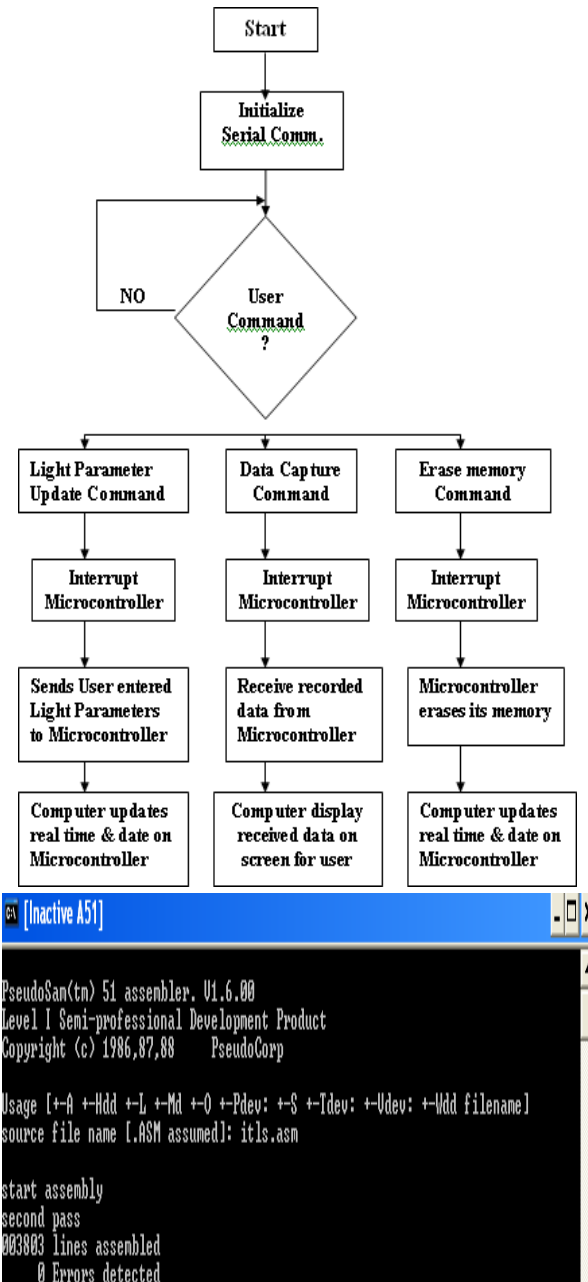 Start
Initialize
Serial Comm.
NO
User
Command
?
Light Parameter
Update Command
Data Capture
Command
Erase memory
Command
Interrupt
Microcontroller
Interrupt
Microcontroller
Interrupt
Microcontroller
Sends User entered
Light Parameters
to Microcontroller
Receive recorded
data from
Microcontroller
Microcontroller
erases its memory
Computer updates
real time & date on
Microcontroller
Computer display
received data on
screen for user
Computer updates
real time & date on
Microcontroller
[Inactive A51]
PseudoSam(tm) 51 assembler. V1.6.00
Level I Semi-professional Development Product
Copyright (c) 1986,87,88 PseudoCorp
Usage [+-A +-Hdd +-L +-Md +-O +-Pdev: +-S +-Tdev: +-Vdev: +-Wdd filename]
source file name [.ASM assumed]: itls.asm
start assembly
second pass
003803 lines assembled
0 Errors detected